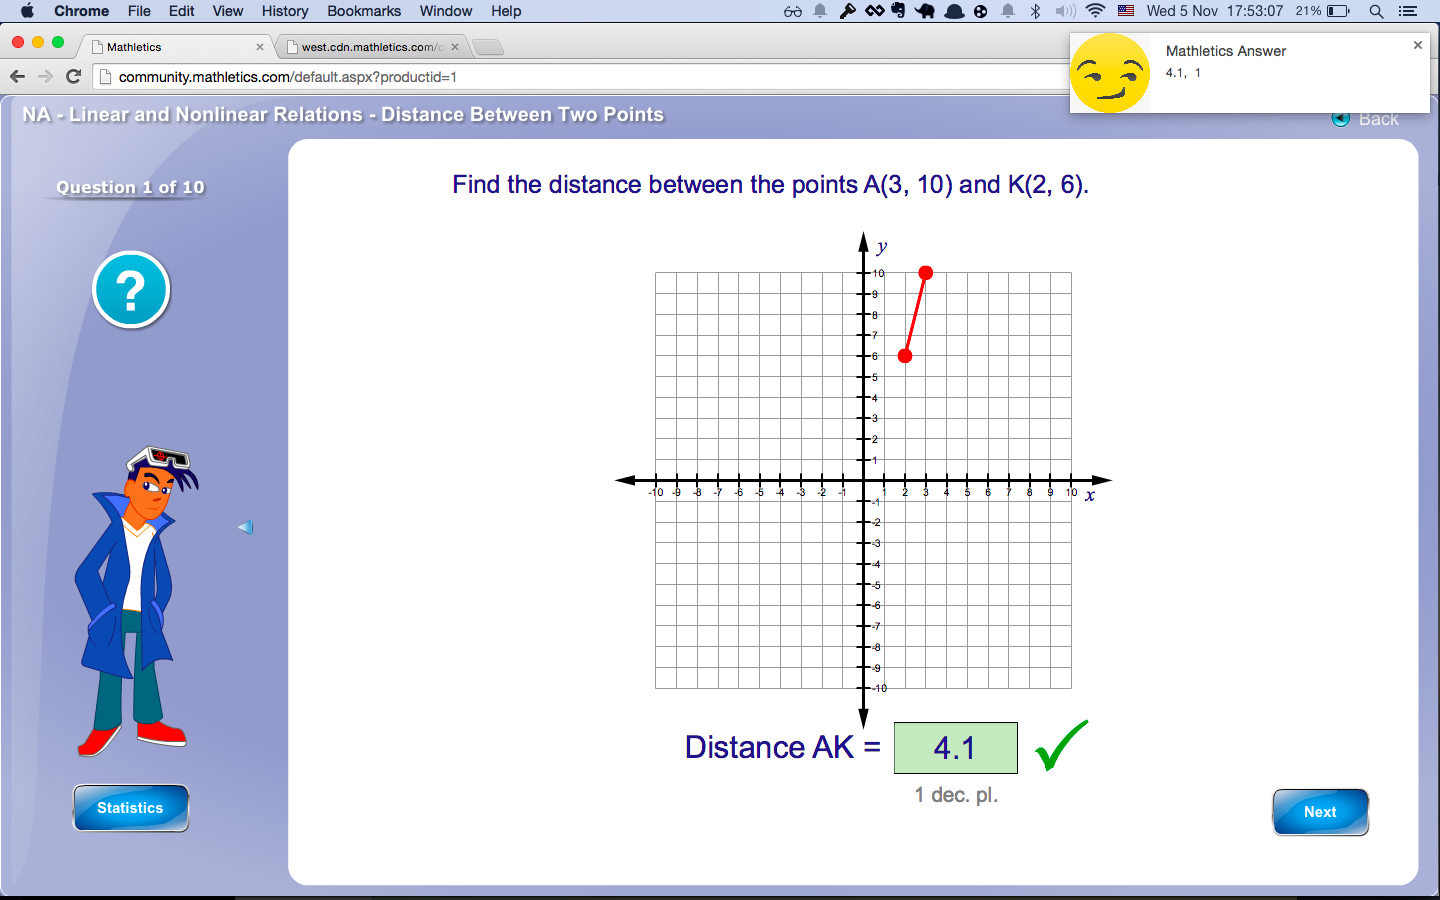 Chrome File Edit View History Bookmarks Window Help Wed 5 Nov 17:53:07 21%
Mathletics west.cdn.mathletics.com/c
community.mathletics.com/default.aspx?productid=1
Mathletics Answer
4.1, 1
NA - Linear and Nonlinear Relations - Distance Between Two Points
Back
Question 1 of 10
?
Find the distance between the points A(3, 10) and K(2, 6).
y
10
9
8
7
6
5
4
3
2
1
-10 -9 -8 -7 -6 -5 -4 -3 -2 -1 1 2 3 4 5 6 7 8 9 10 x
-1
-2
-3
-4
-5
-6
-7
-8
-9
-10
Distance AK = 4.1
1 dec. pl.
Statistics
Next